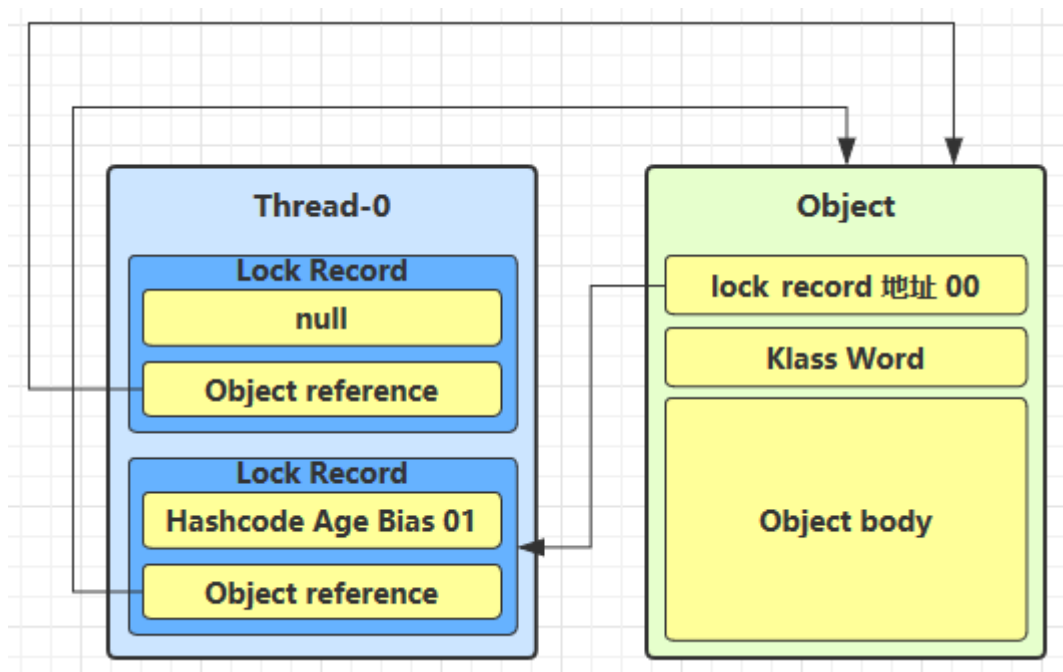 Thread-0
Lock Record
null
Object reference
Lock Record
Hashcode Age Bias 01
Object reference
Object
lock record 地址 00
Klass Word
Object body